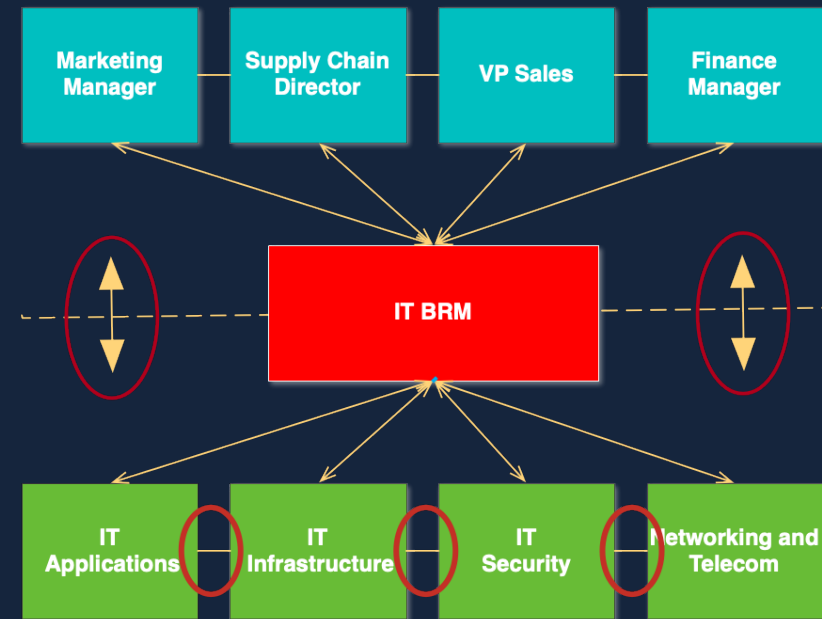 Marketing
Manager
Supply Chain
Director
VP Sales
Finance
Manager
IT BRM
IT
Applications
IT
Infrastructure
IT
Security
Networking and
Telecom